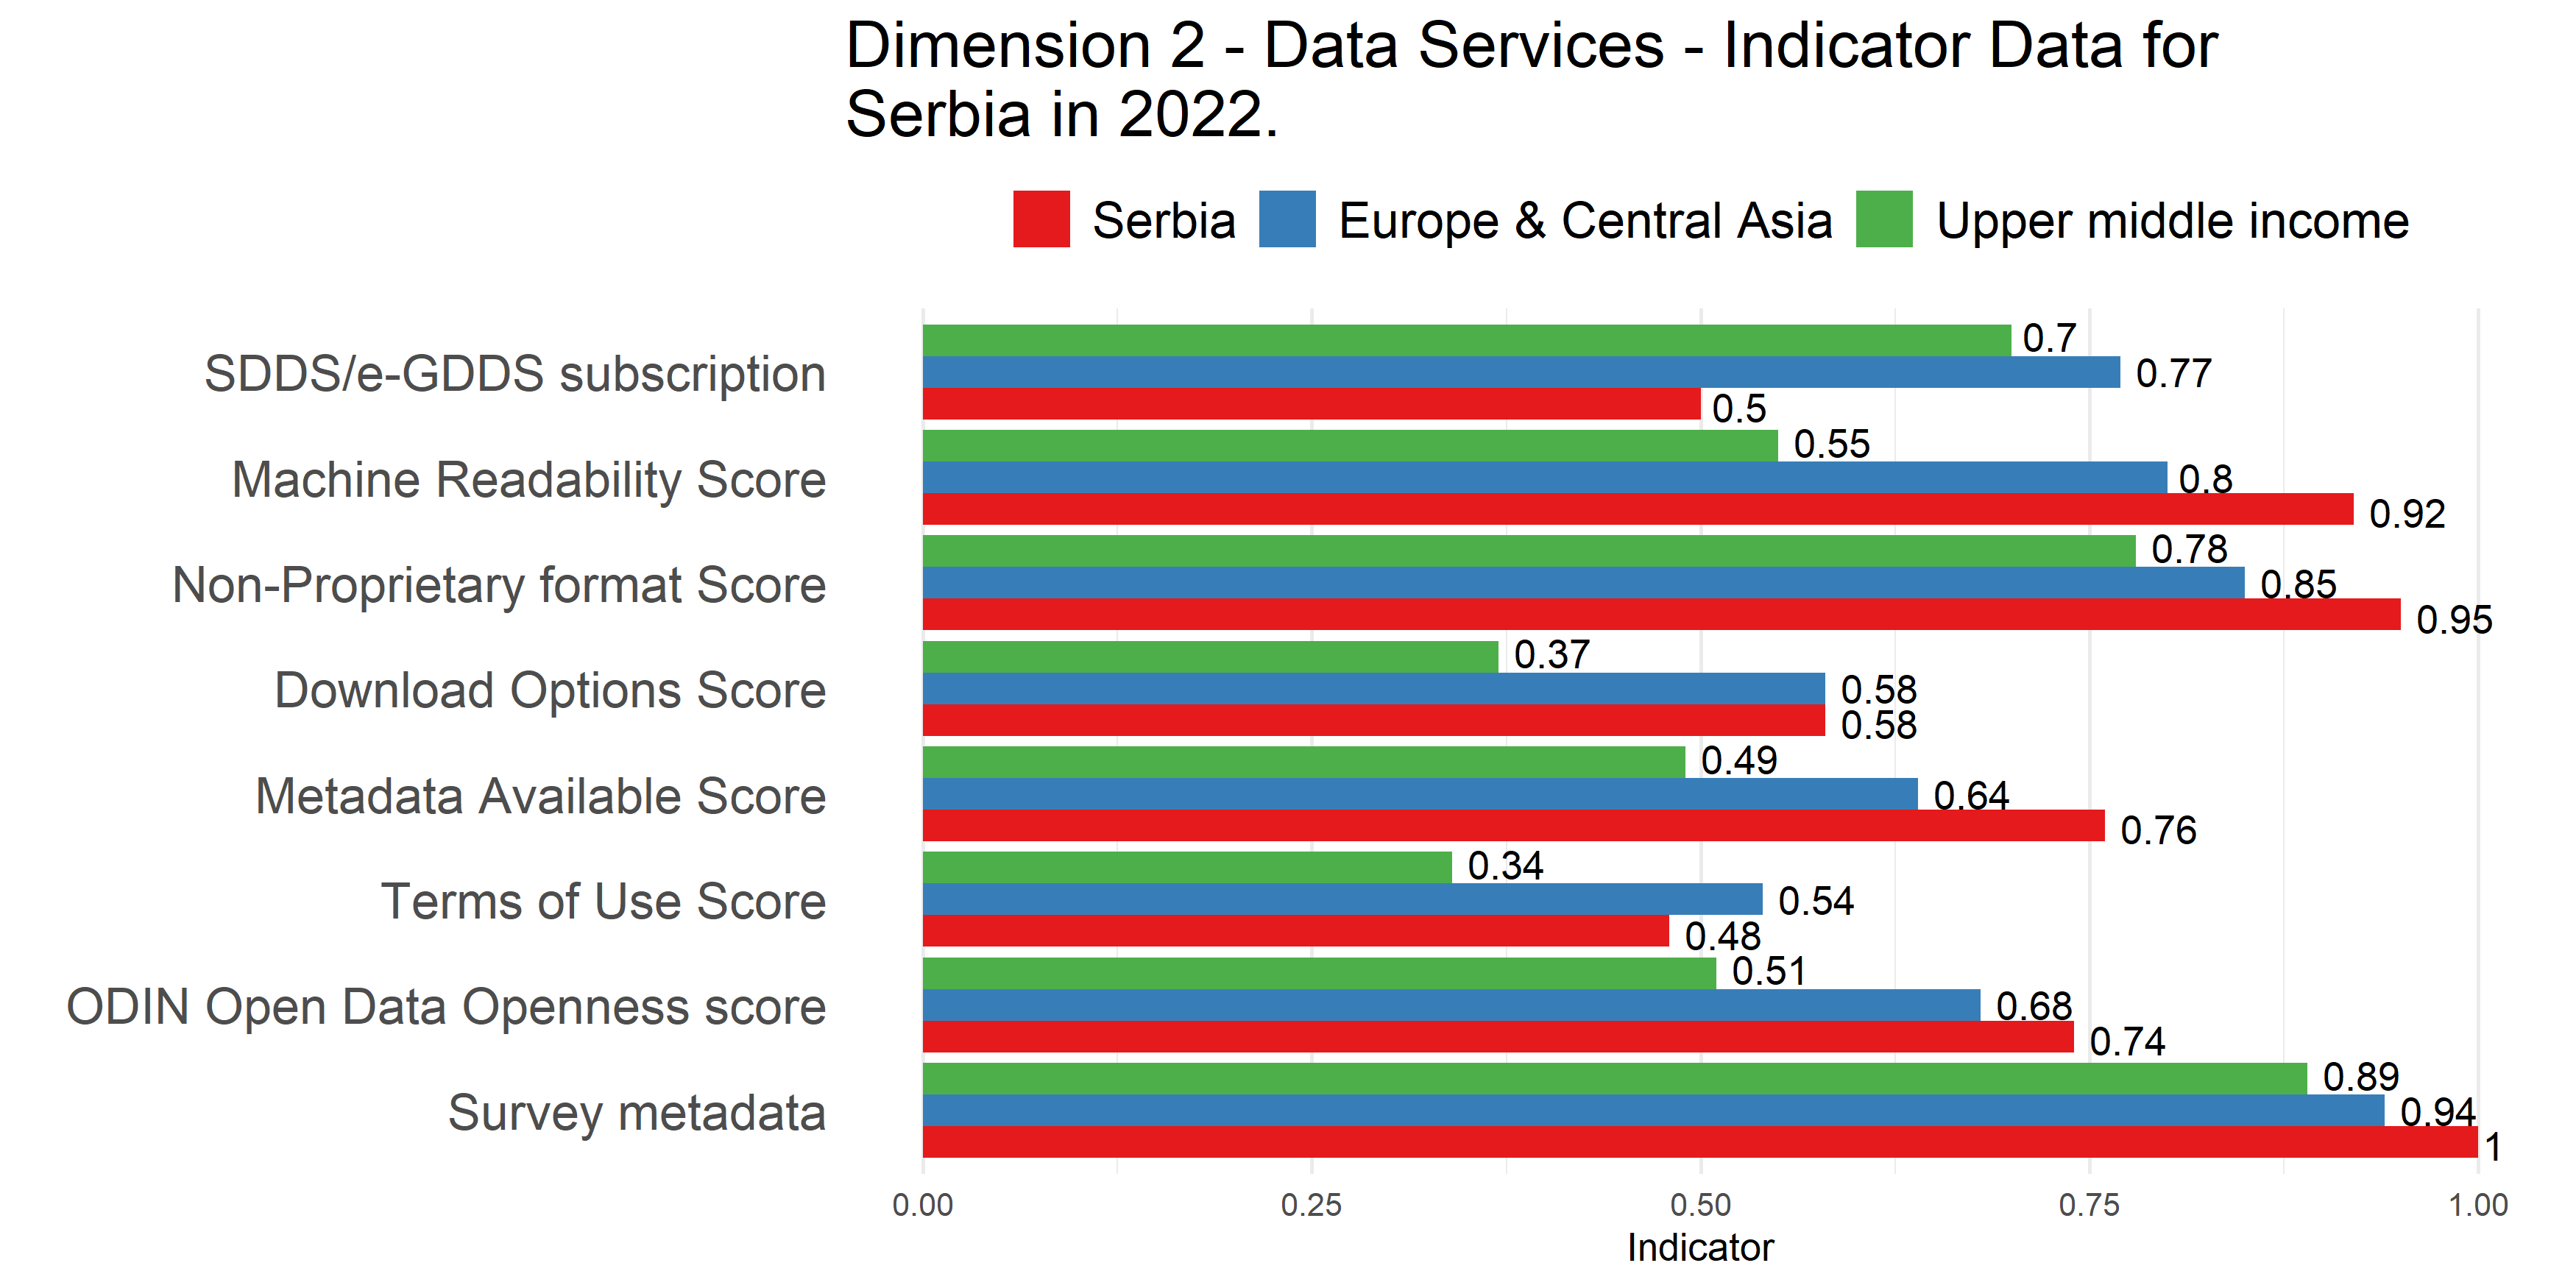 Dimension 2 - Data Services - Indicator Data for
Serbia in 2022.
Serbia Europe & Central Asia Upper middle income
SDDS/e-GDDS subscription
0.7
0.77
0.5
Machine Readability Score
0.55
0.8
0.92
Non-Proprietary format Score
0.78
0.85
0.95
Download Options Score
0.37
0.58
0.58
Metadata Available Score
0.49
0.64
0.76
Terms of Use Score
0.34
0.54
0.48
ODIN Open Data Openness score
0.51
0.68
0.74
Survey metadata
0.89
0.94
1
0.00 0.25 0.50 0.75 1.00
Indicator